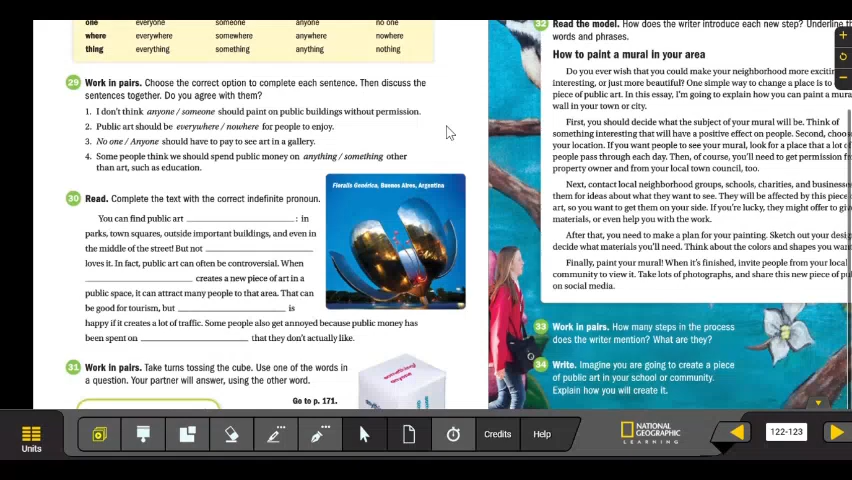 one everyone someone anyone no one
where everywhere somewhere anywhere nowhere
thing everything something anything nothing
29 Work in pairs. Choose the correct option to complete each sentence. Then discuss the
sentences together. Do you agree with them?
1. I don't think anyone / someone should paint on public buildings without permission.
2. Public art should be everywhere / nowhere for people to enjoy.
3. No one / Anyone should have to pay to see art in a gallery.
4. Some people think we should spend public money on anything / something other
than art, such as education.
30 Read. Complete the text with the correct indefinite pronoun.
You can find public art ____ : in
parks, town squares, outside important buildings, and even in
the middle of the street! But not ____
loves it. In fact, public art can often be controversial. When
____ creates a new piece of art in a
public space, it can attract many people to that area. That can
be good for tourism, but ____ is
happy if it creates a lot of traffic. Some people also get annoyed because public money has
been spent on ____ that they don't actually like.
Floralis Genérica, Buenos Aires, Argentina
31 Work in pairs. Take turns tossing the cube. Use one of the words in
a question. Your partner will answer, using the other word.
Go to p. 171.
32 Read the model. How does the writer introduce each new step? Underline th
words and phrases.
How to paint a mural in your area
Do you ever wish that you could make your neighborhood more excitin
interesting, or just more beautiful? One simple way to change a place is to
piece of public art. In this essay, I'm going to explain how you can paint a mura
wall in your town or city.
First, you should decide what the subject of your mural will be. Think of
something interesting that will have a positive effect on people. Second, choo
your location. If you want people to see your mural, look for a place that a lot of
people pass through each day. Then, of course, you'll need to get permission f
property owner and from your local town council, too.
Next, contact local neighborhood groups, schools, charities, and businesse
them for ideas about what they want to see. They will be affected by this piece
art, so you want to get them on your side. If you're lucky, they might offer to giv
materials, or even help you with the work.
After that, you need to make a plan for your painting. Sketch out your desig
decide what materials you'll need. Think about the colors and shapes you wan
Finally, paint your mural! When it's finished, invite people from your local
community to view it. Take lots of photographs, and share this new piece of pu
on social media.
33 Work in pairs. How many steps in the process
does the writer mention? What are they?
34 Write. Imagine you are going to create a piece
of public art in your school or community.
Explain how you will create it.
Units
Credits
Help
NATIONAL
GEOGRAPHIC
LEARNING
122-123